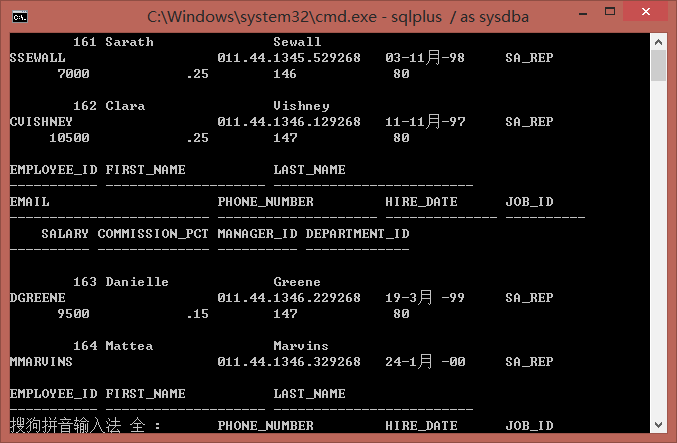 C:\Windows\system32\cmd.exe - sqlplus / as sysdba
161 Sarath Sewall
SSEWALL 011.44.1345.529268 03-11月-98 SA_REP
7000 .25 146 80
162 Clara Vishney
CVISHNEY 011.44.1346.129268 11-11月-97 SA_REP
10500 .25 147 80
EMPLOYEE_ID FIRST_NAME LAST_NAME
----------- -------------------- -------------------------
EMAIL PHONE_NUMBER HIRE_DATE JOB_ID
------------------------- -------------------- -------------- ----------
SALARY COMMISSION_PCT MANAGER_ID DEPARTMENT_ID
---------- -------------- ---------- -------------
163 Danielle Greene
DGREENE 011.44.1346.229268 19-3月 -99 SA_REP
9500 .15 147 80
164 Mattea Marvins
MMARVINS 011.44.1346.329268 24-1月 -00 SA_REP
EMPLOYEE_ID FIRST_NAME LAST_NAME
----------- -------------------- -------------------------
搜狗拼音输入法 全 : PHONE_NUMBER HIRE_DATE JOB_ID